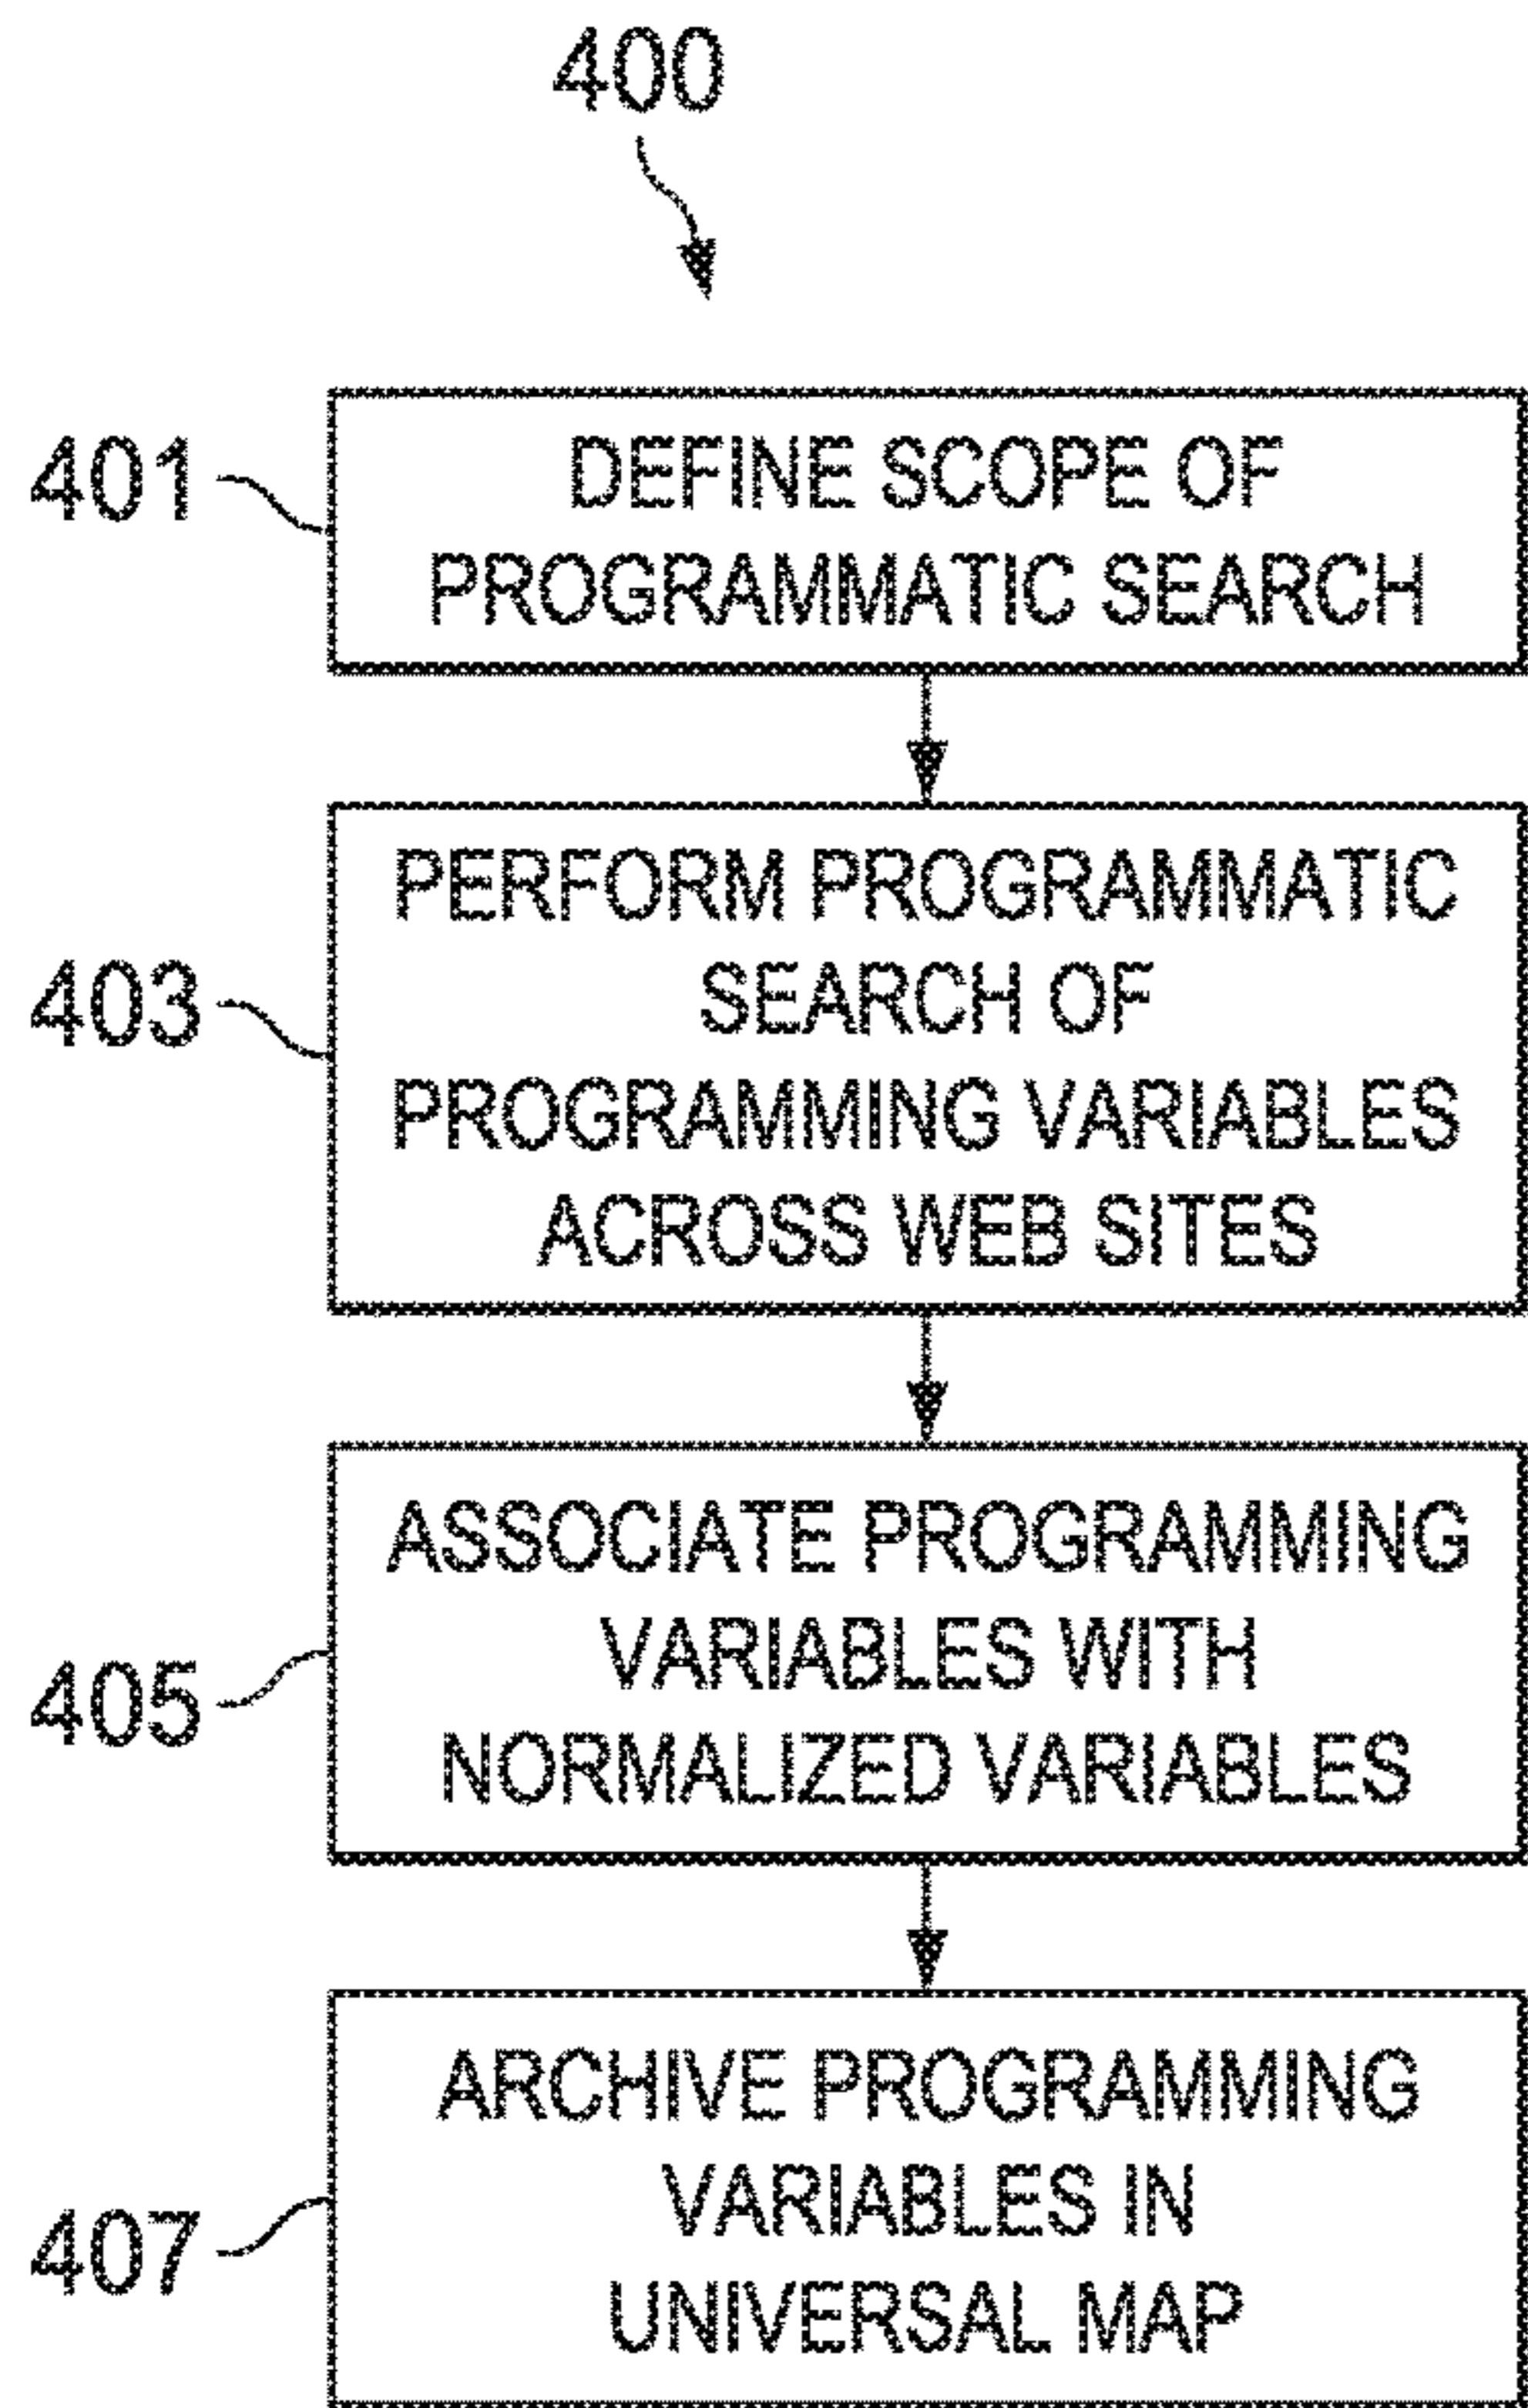 400
401
DEFINE SCOPE OF
PROGRAMMATIC SEARCH
403
PERFORM PROGRAMMATIC
SEARCH OF
PROGRAMMING VARIABLES
ACROSS WEB SITES
405
ASSOCIATE PROGRAMMING
VARIABLES WITH
NORMALIZED VARIABLES
407
ARCHIVE PROGRAMMING
VARIABLES IN
UNIVERSAL MAP